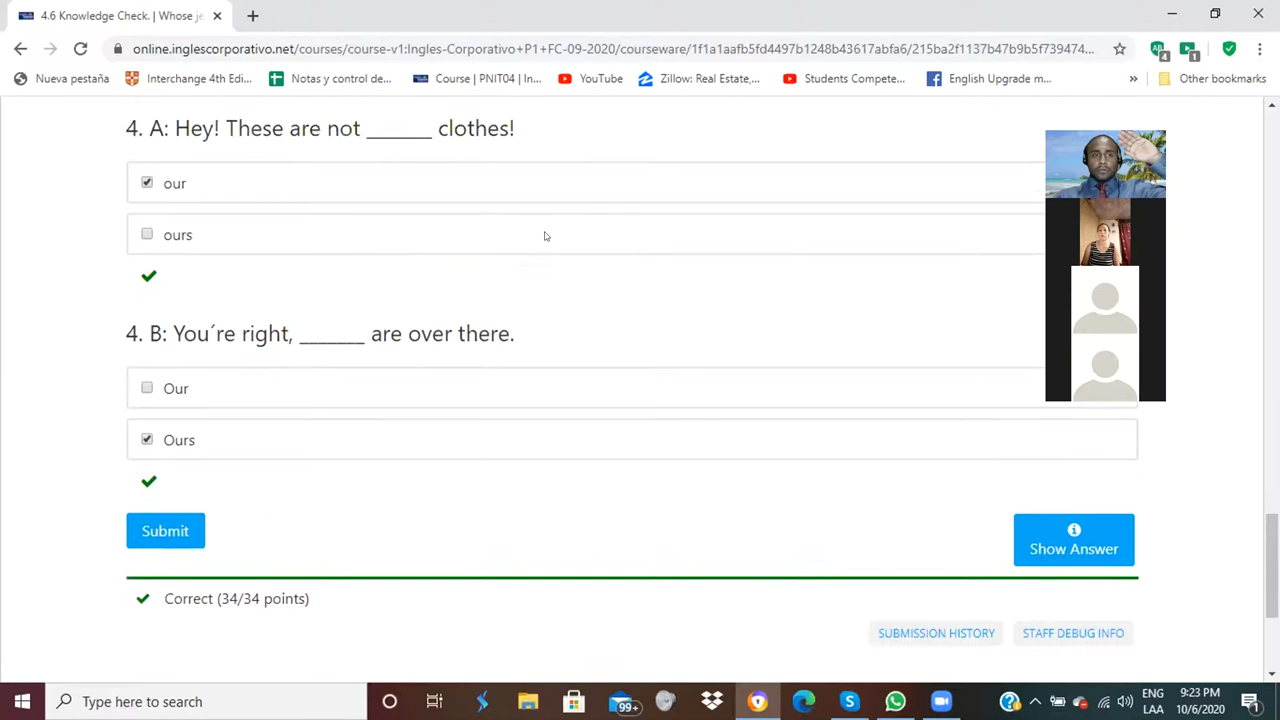 4.6 Knowledge Check. | Whose je
online.inglescorporativo.net/courses/course-v1:Ingles-Corporativo+P1+FC-09-2020/courseware/1f1a1aafb5fd4497b1248b43617abfa6/215ba2f1137b47b9b5f739474...
4
1
Nueva pestaña
Interchange 4th Edi...
Notas y control de...
Course | PNIT04 | In...
YouTube
Zillow: Real Estate,...
Students Compete...
English Upgrade m...
»
Other bookmarks
4. A: Hey! These are not _______ clothes!
our
ours
4. B: You´re right, _______ are over there.
Our
Ours
Submit
Show Answer
Correct (34/34 points)
SUBMISSION HISTORY
STAFF DEBUG INFO
Type here to search
99+
ENG
LAA
9:23 PM
10/6/2020
1